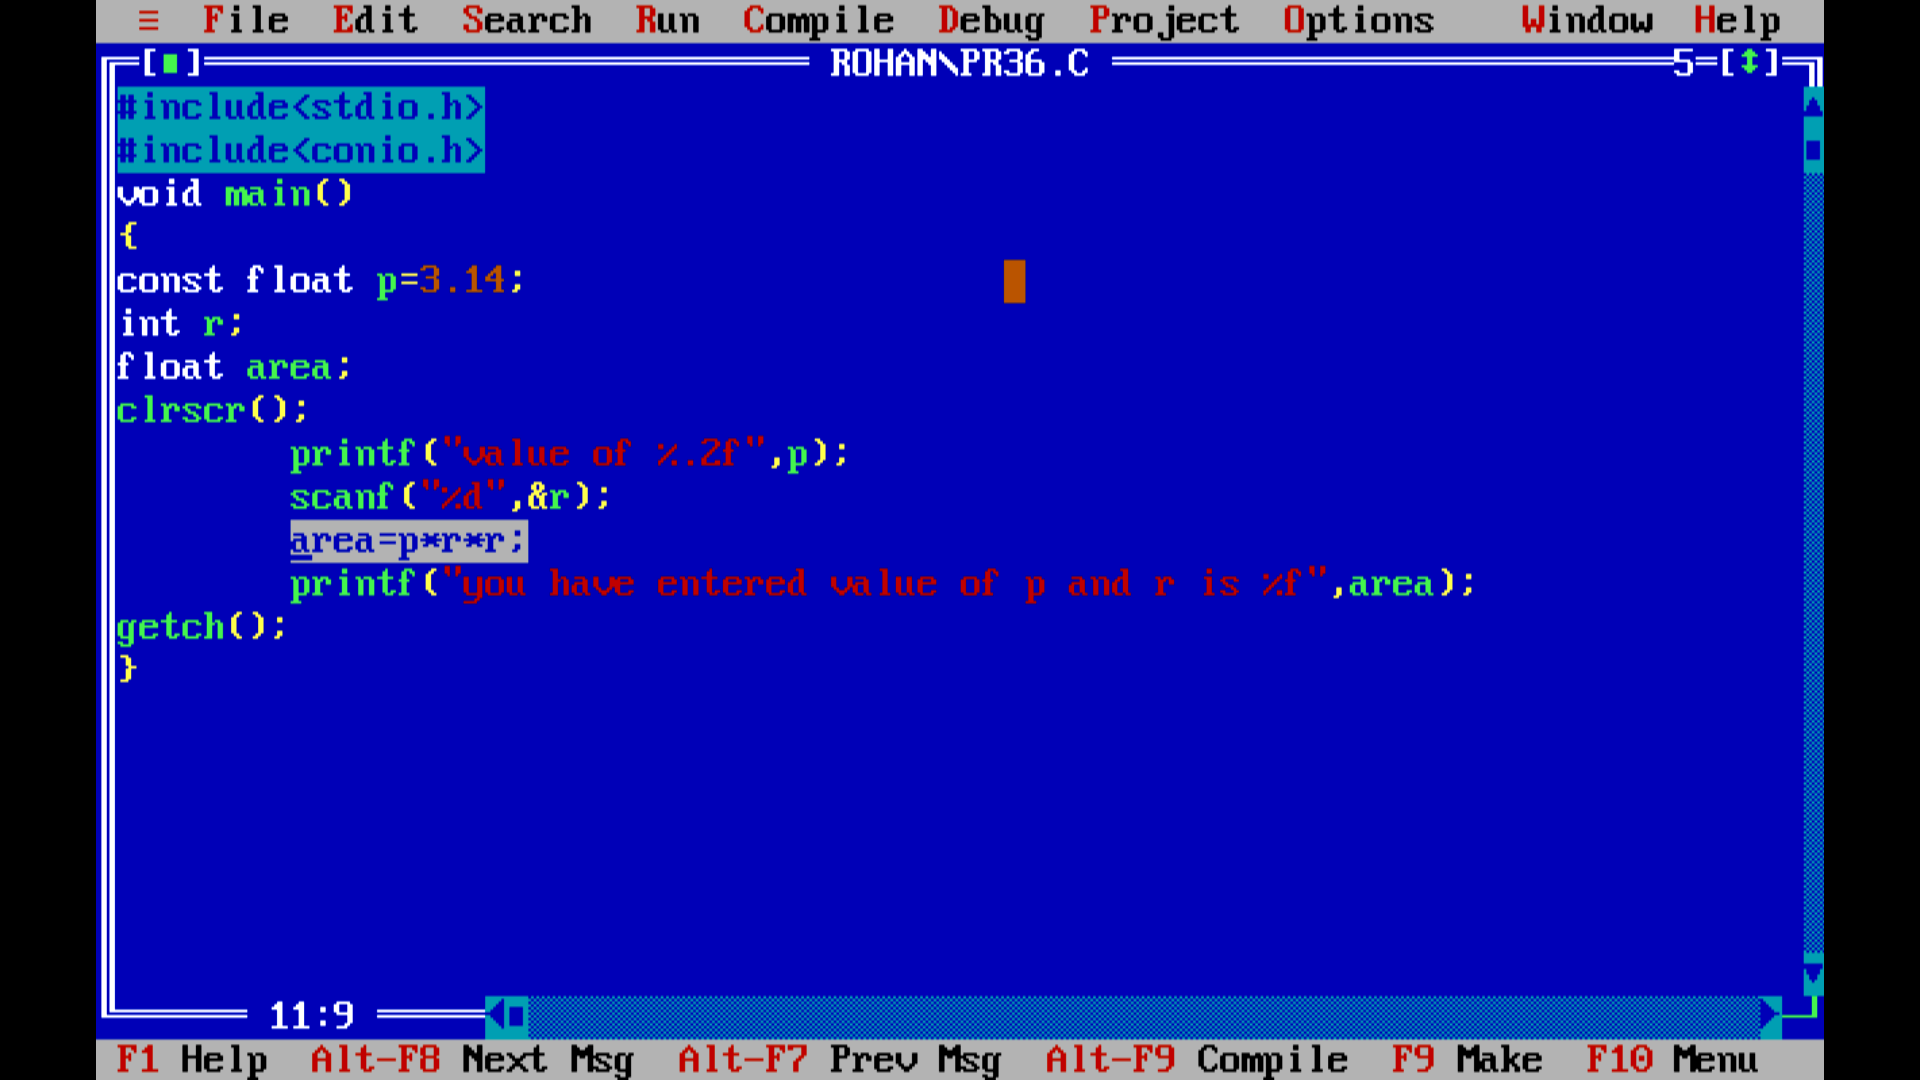 ≡ File Edit Search Run Compile Debug Project Options Window Help
[■] ROHAN\PR36.C 5=[↕]
#include<stdio.h>
#include<conio.h>
void main()
{
const float p=3.14;
int r;
float area;
clrscr();
printf("value of %.2f",p);
scanf("%d",&r);
area=p*r*r;
printf("you have entered value of p and r is %f",area);
getch();
}
11:9
F1 Help Alt-F8 Next Msg Alt-F7 Prev Msg Alt-F9 Compile F9 Make F10 Menu